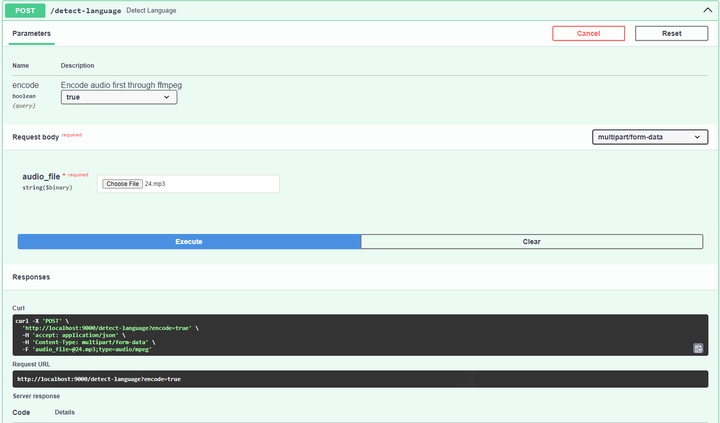 POST /detect-language Detect Language
Parameters Cancel Reset
Name Description
encode Encode audio first through ffmpeg
boolean true
(query)
Request body required multipart/form-data
audio_file * required
string($binary) Choose File 24.mp3
Execute Clear
Responses
Curl
curl -X 'POST' \
'http://localhost:9000/detect-language?encode=true' \
-H 'accept: application/json' \
-H 'Content-Type: multipart/form-data' \
-F 'audio_file=@24.mp3;type=audio/mpeg'
Request URL
http://localhost:9000/detect-language?encode=true
Server response
Code Details